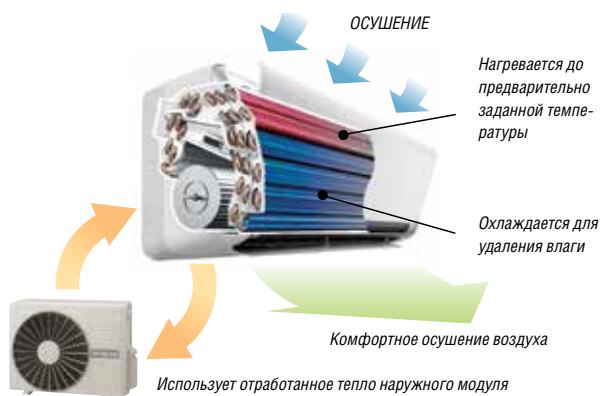 ОСУШЕНИЕ
Нагревается до
предварительно
заданной темпе-
ратуры
Охлаждается для
удаления влаги
Комфортное осушение воздуха
Использует отработанное тепло наружного модуля